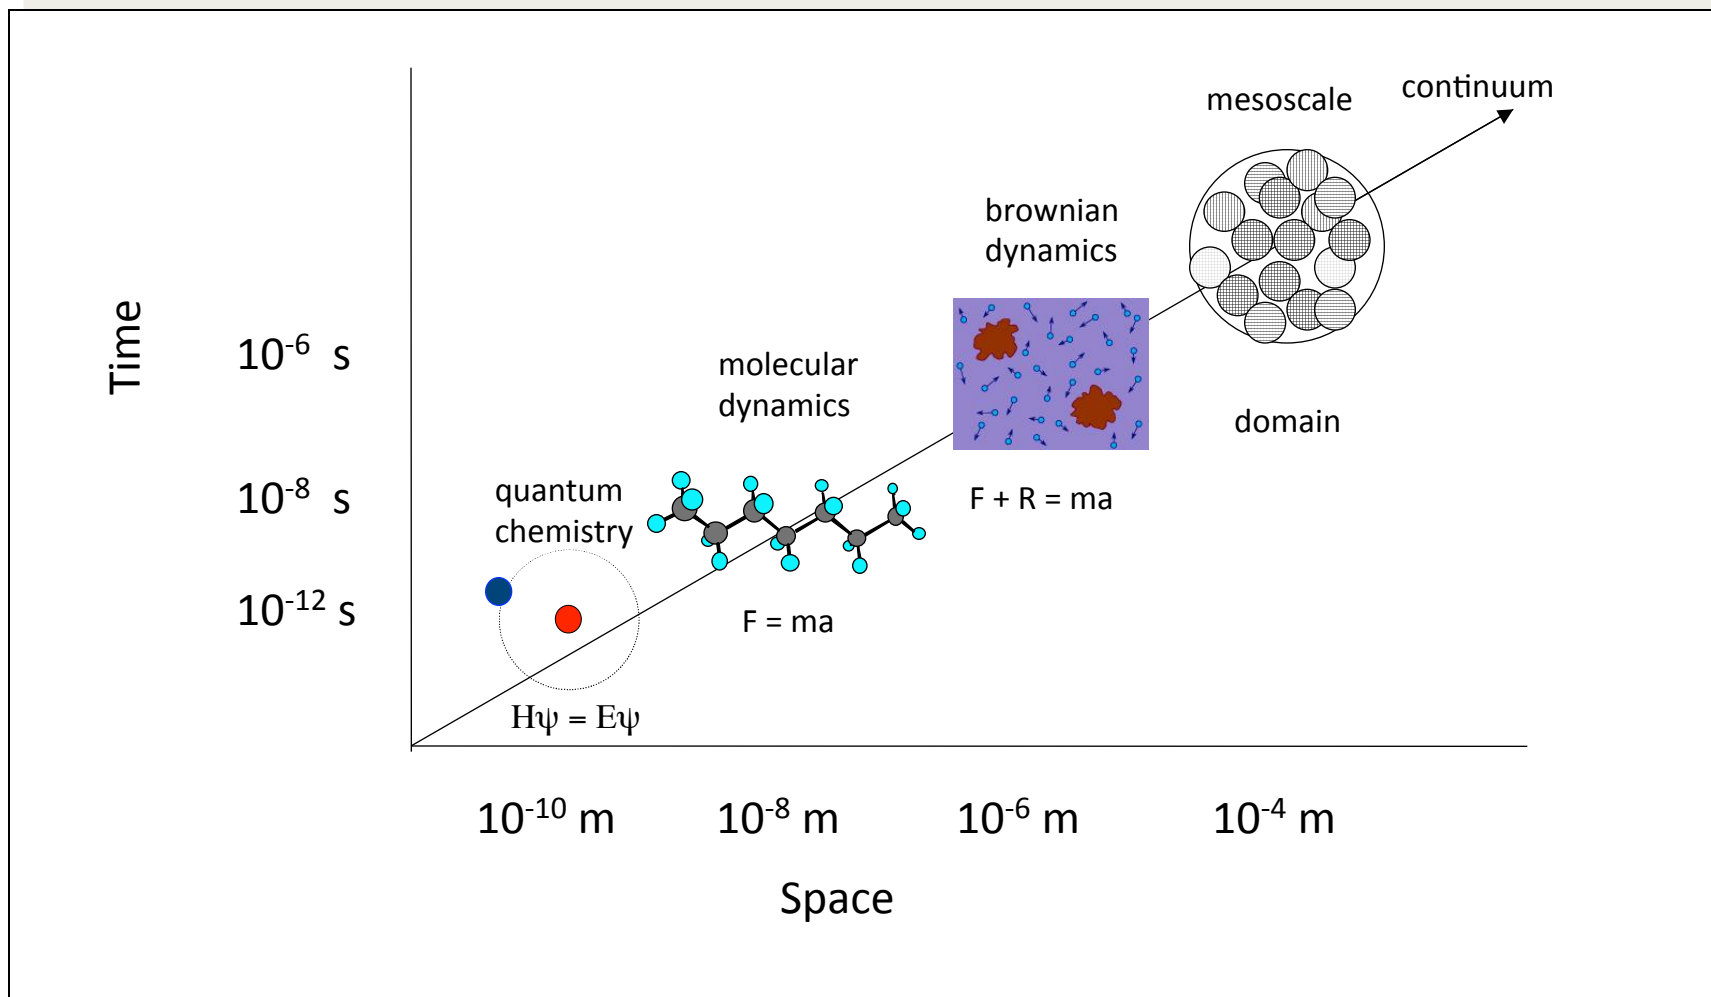 continuum
mesoscale
brownian
dynamics
Time
10⁻⁶ s
molecular
dynamics
domain
10⁻⁸ s
quantum
chemistry
F + R = ma
10⁻¹² s
F = ma
Hψ = Eψ
10⁻¹⁰ m 10⁻⁸ m 10⁻⁶ m 10⁻⁴ m
Space